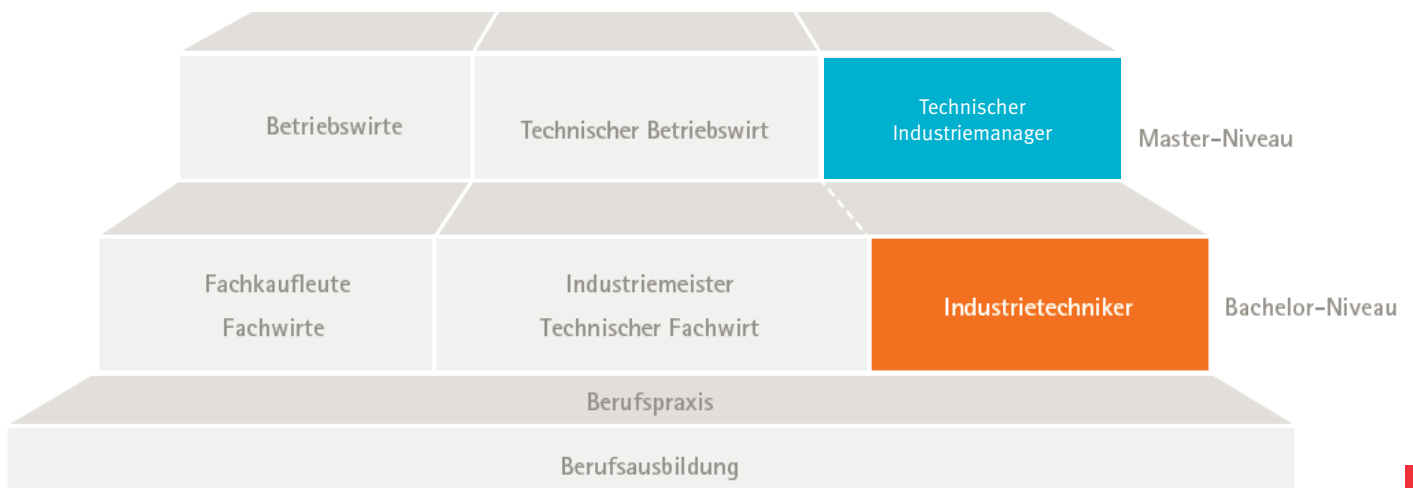 Betriebswirte
Technischer Betriebswirt
Technischer
Industriemanager
Master-Niveau
Fachkaufleute
Fachwirte
Industriemeister
Technischer Fachwirt
Industrietechniker
Bachelor-Niveau
Berufspraxis
Berufsausbildung